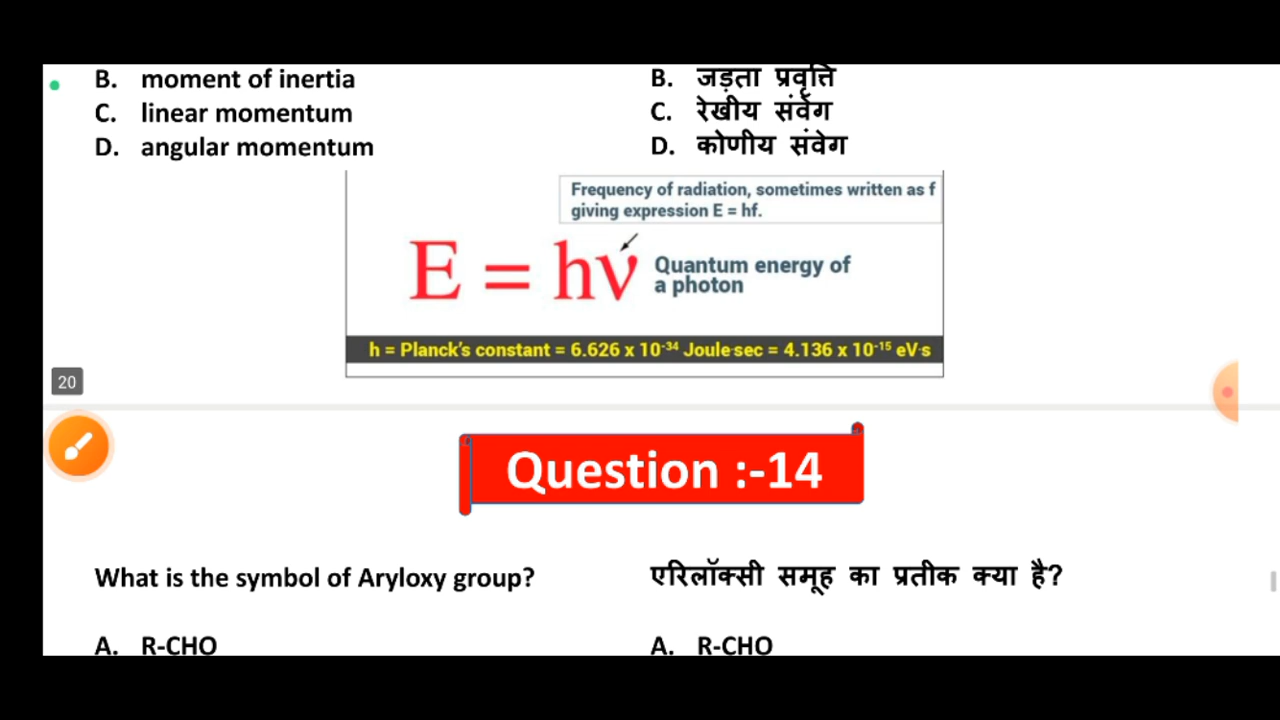 B. moment of inertia
B. जड़ता प्रवृत्ति
C. linear momentum
C. रेखीय संवेग
D. angular momentum
D. कोणीय संवेग
Frequency of radiation, sometimes written as f
giving expression E = hf.
E = hν
Quantum energy of
a photon
h = Planck's constant = 6.626 x 10⁻³⁴ Joule·sec = 4.136 x 10⁻¹⁵ eV·s
20
Question :-14
What is the symbol of Aryloxy group?
एरिलॉक्सी समूह का प्रतीक क्या है?
A. R-CHO
A. R-CHO